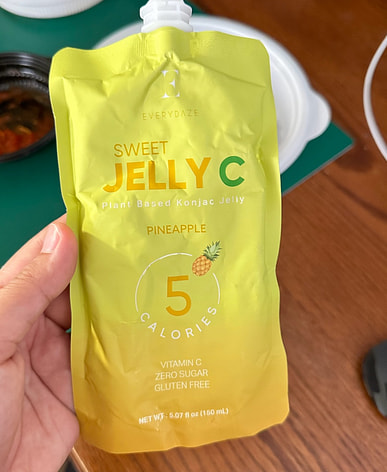 E
EVERYDAZE
SWEET
JELLY C
Plant Based Konjac Jelly
PINEAPPLE
5
CALORIES
VITAMIN C
ZERO SUGAR
GLUTEN FREE
NET WT : 5.07 fl oz (150 mL)